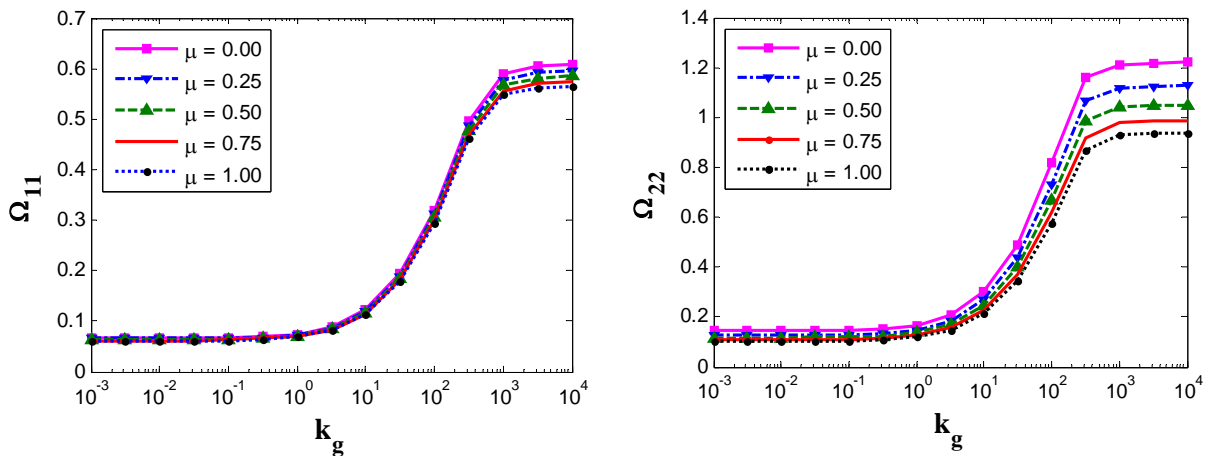 0.7
0.6
0.5
0.4
0.3
0.2
0.1
0
Ω₁₁
μ = 0.00
μ = 0.25
μ = 0.50
μ = 0.75
μ = 1.00
10⁻³ 10⁻² 10⁻¹ 10⁰ 10¹ 10² 10³ 10⁴
k_g
1.4
1.2
1
0.8
0.6
0.4
0.2
0
Ω₂₂
μ = 0.00
μ = 0.25
μ = 0.50
μ = 0.75
μ = 1.00
10⁻³ 10⁻² 10⁻¹ 10⁰ 10¹ 10² 10³ 10⁴
k_g